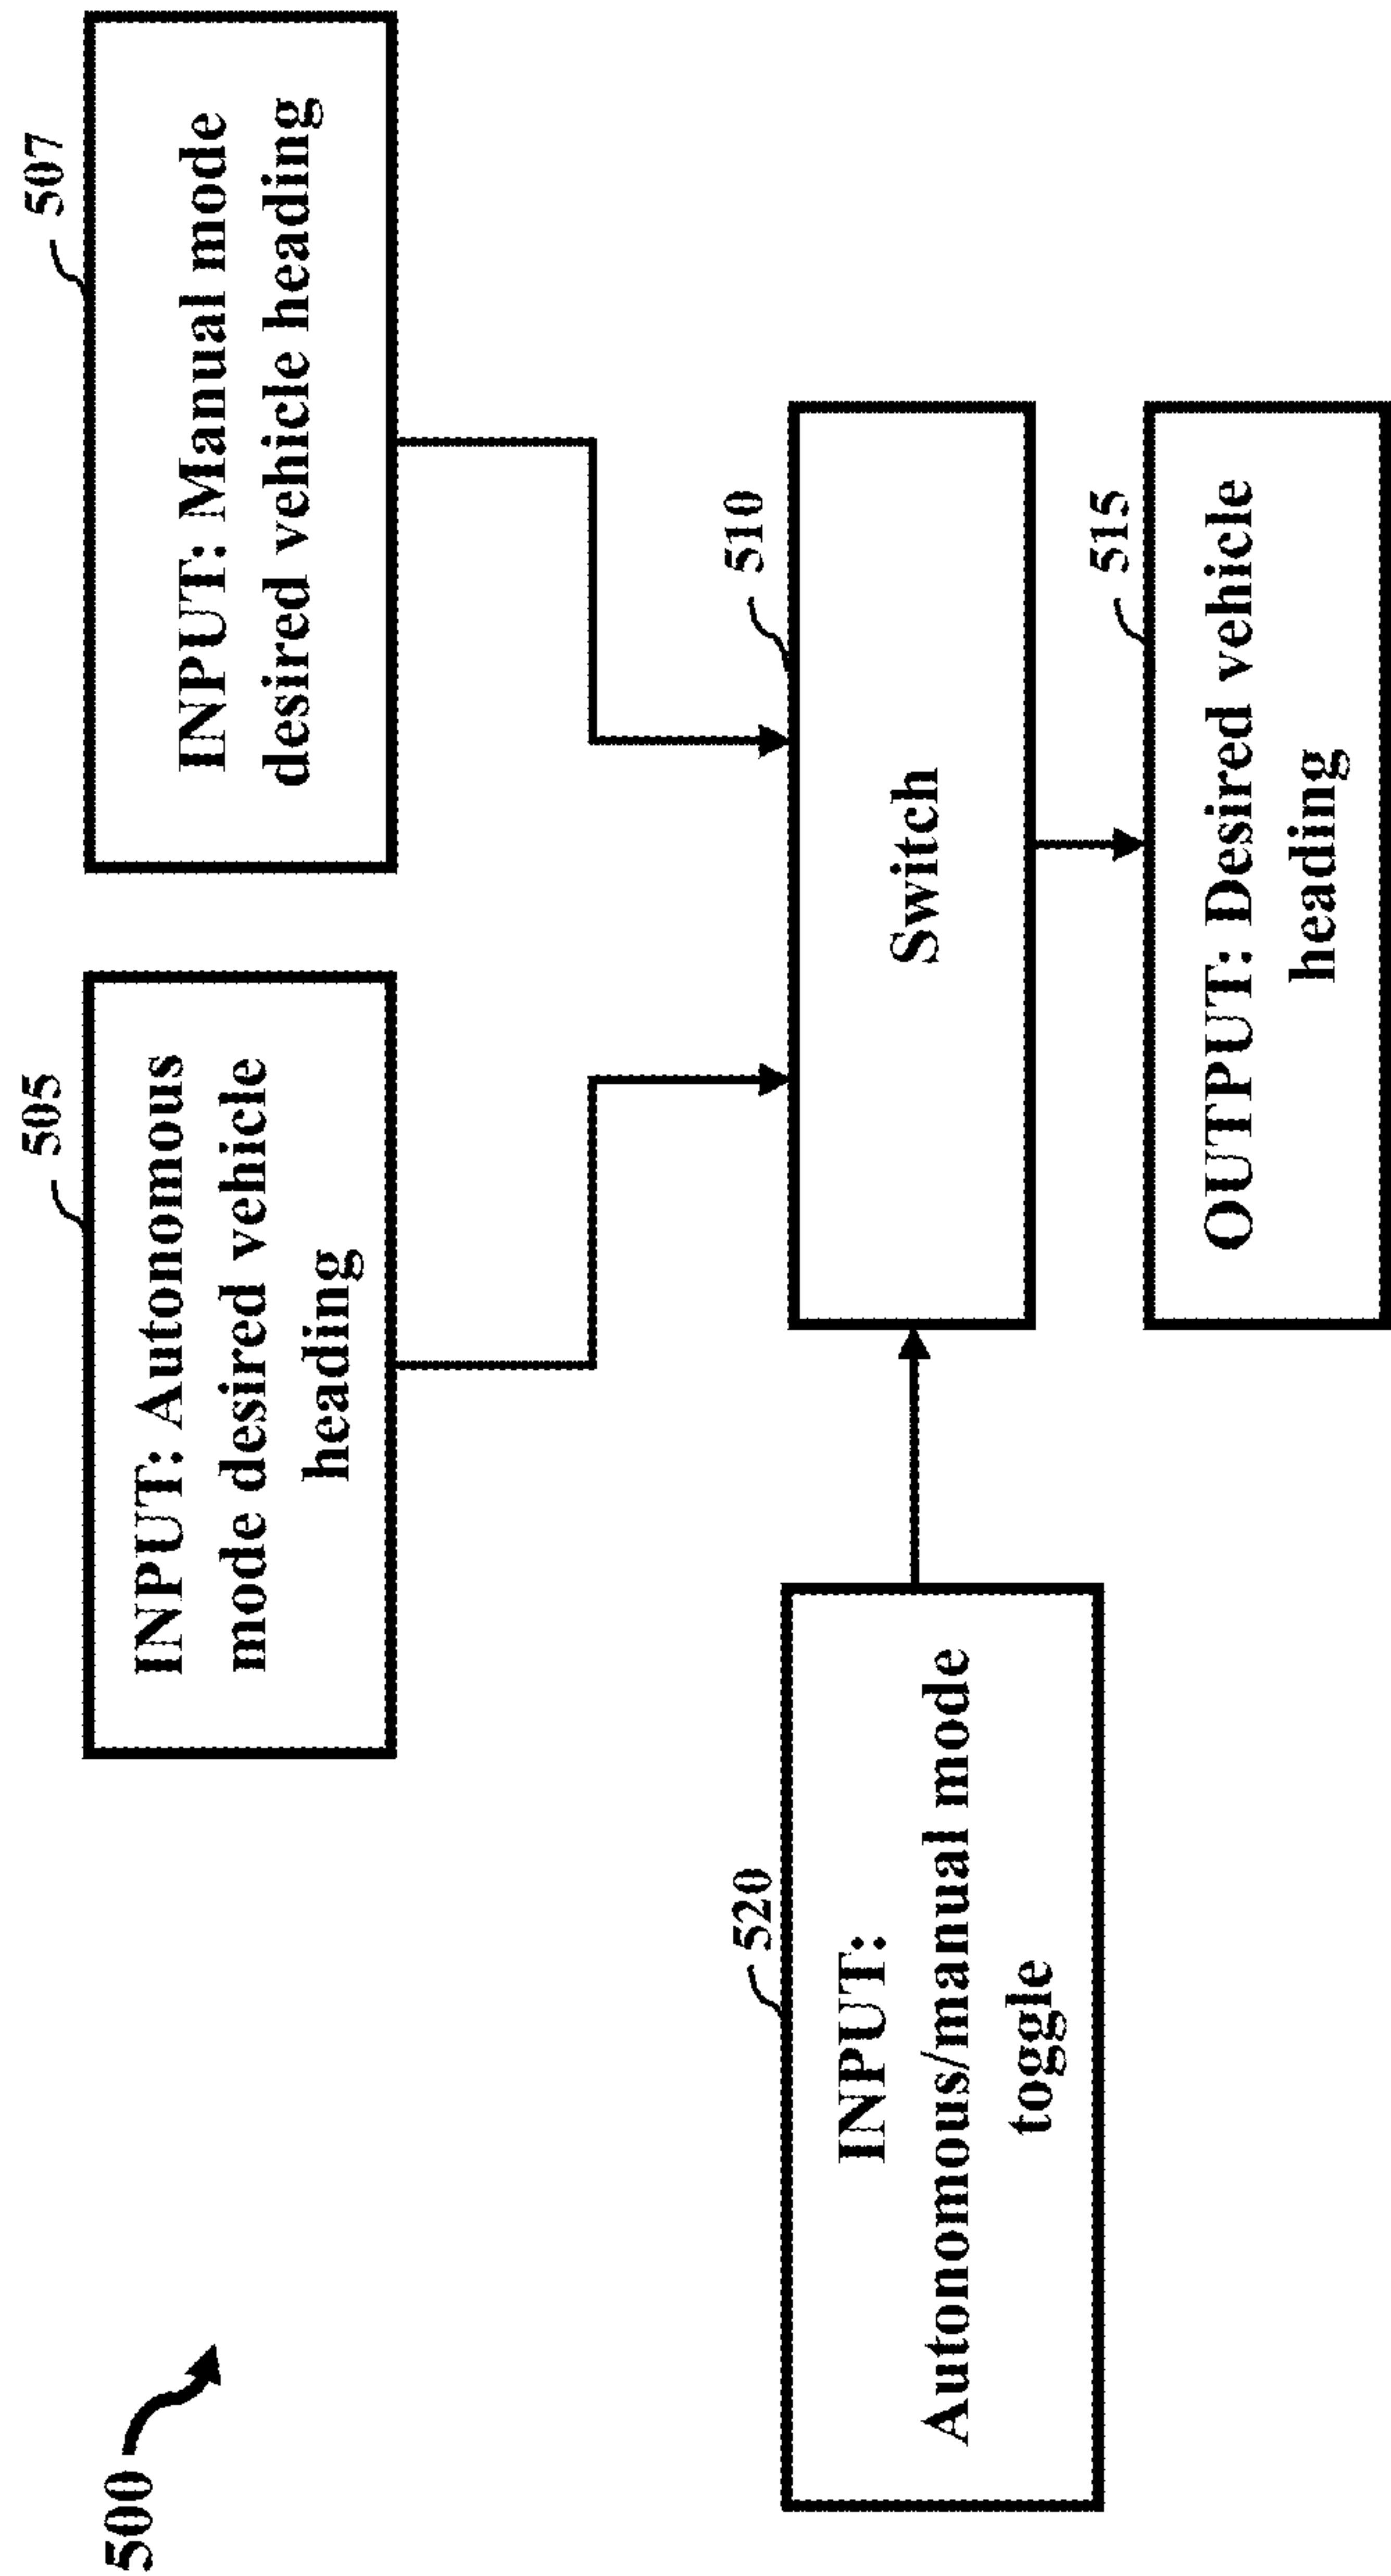 500
505
INPUT: Autonomous
mode desired vehicle
heading
507
INPUT: Manual mode
desired vehicle heading
520
INPUT:
Autonomous/manual mode
toggle
510
Switch
515
OUTPUT: Desired vehicle
heading